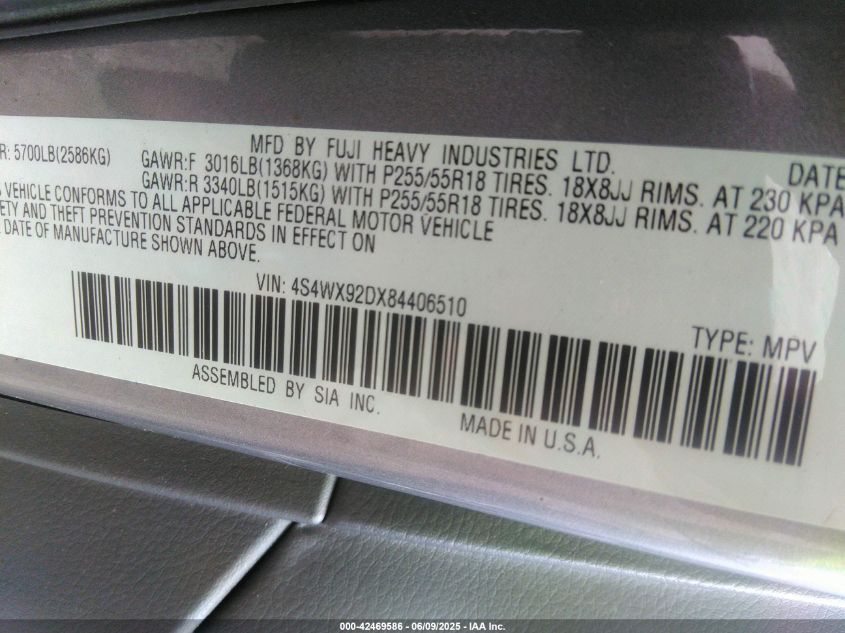 MFD BY FUJI HEAVY INDUSTRIES LTD. DATE
R: 5700LB(2586KG) GAWR:F 3016LB(1368KG) WITH P255/55R18 TIRES. 18X8JJ RIMS. AT 230 KPA
GAWR:R 3340LB(1515KG) WITH P255/55R18 TIRES. 18X8JJ RIMS. AT 220 KPA
VEHICLE CONFORMS TO ALL APPLICABLE FEDERAL MOTOR VEHICLE
ETY AND THEFT PREVENTION STANDARDS IN EFFECT ON
DATE OF MANUFACTURE SHOWN ABOVE.
VIN: 4S4WX92DX84406510
TYPE: MPV
ASSEMBLED BY SIA INC.
MADE IN U.S.A.
000-42469586 - 06/09/2025 - IAA Inc.